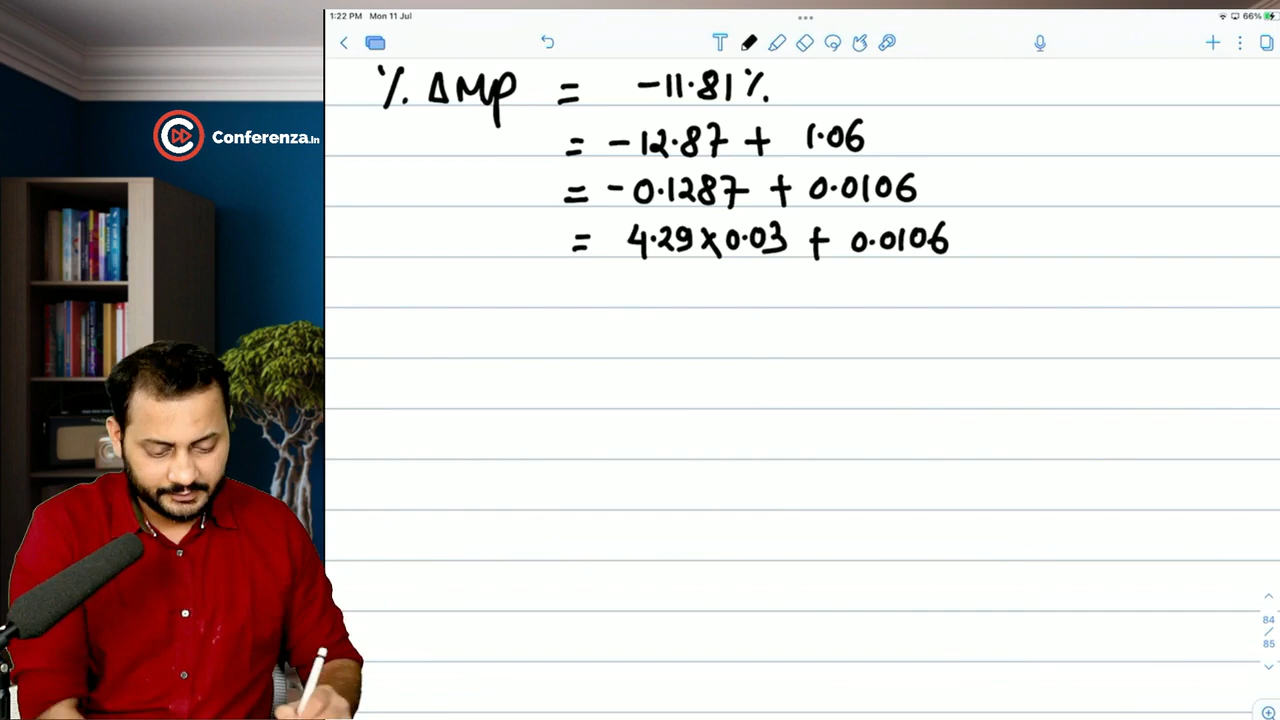 1:22 PM Mon 11 Jul
66%
Conferenza.In
% ΔMP = -11.81%
= -12.87 + 1.06
= -0.1287 + 0.0106
= 4.29 x 0.03 + 0.0106
84
/
85